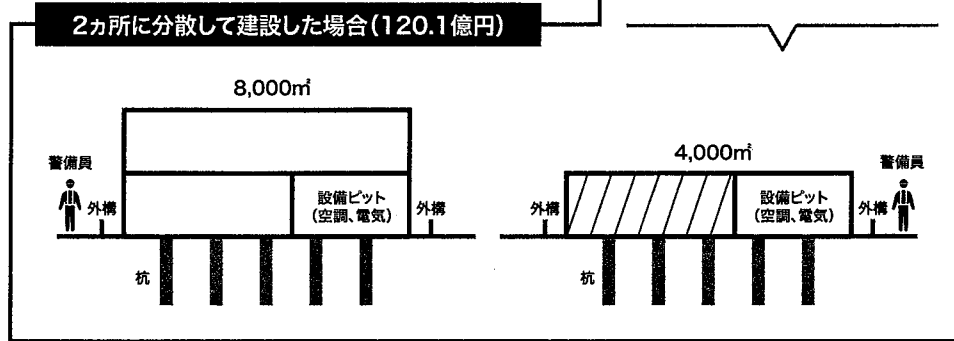 2ヵ所に分散して建設した場合(120.1億円)
8,000㎡
警備員
外構
設備ピット
(空調、電気)
外構
杭
4,000㎡
警備員
外構
設備ピット
(空調、電気)
外構
杭